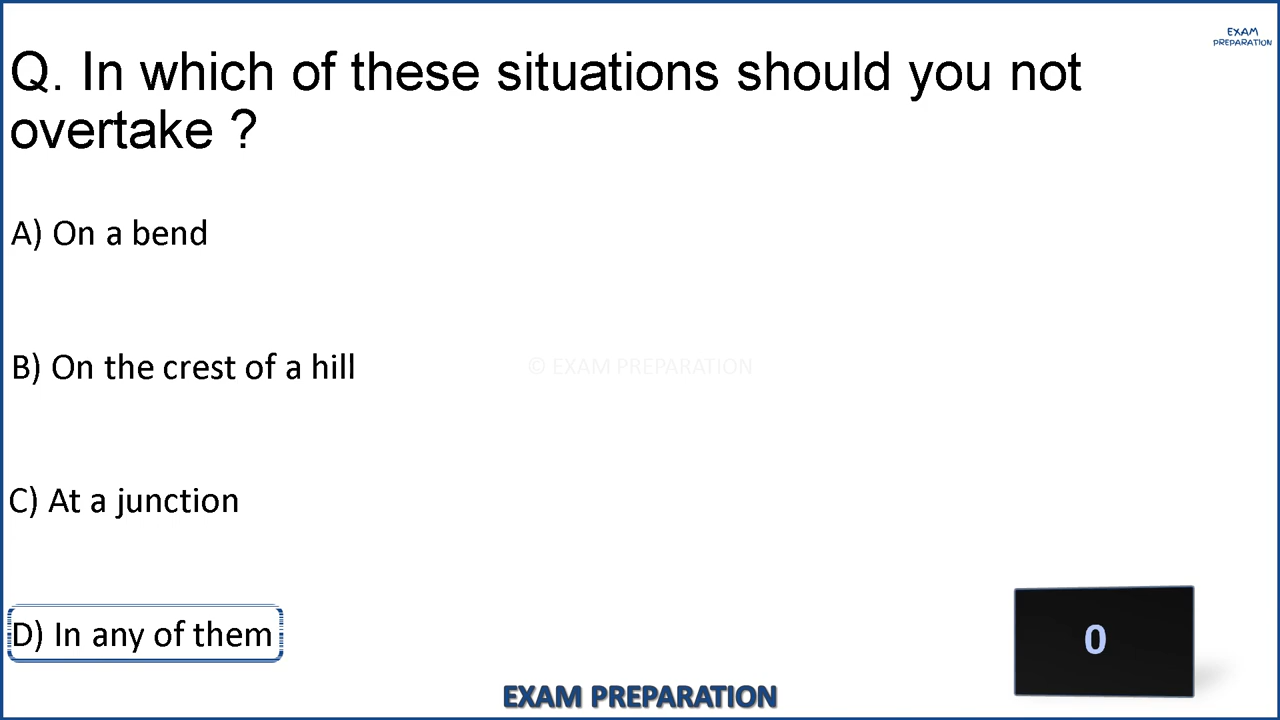 EXAM
PREPARATION
Q. In which of these situations should you not
overtake ?
A) On a bend
B) On the crest of a hill
© EXAM PREPARATION
C) At a junction
D) In any of them
0
EXAM PREPARATION